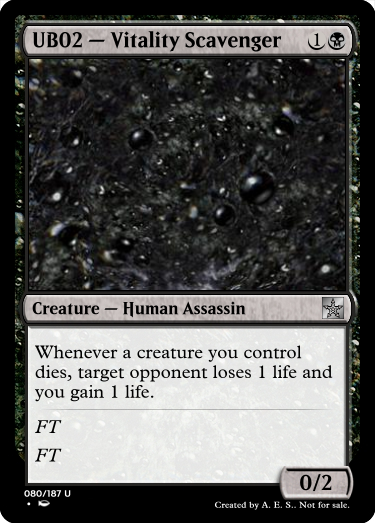 UB02 — Vitality Scavenger 1
Creature — Human Assassin
Whenever a creature you control
dies, target opponent loses 1 life and
you gain 1 life.
FT
FT
0/2
080/187 U
Created by A. E. S.. Not for sale.